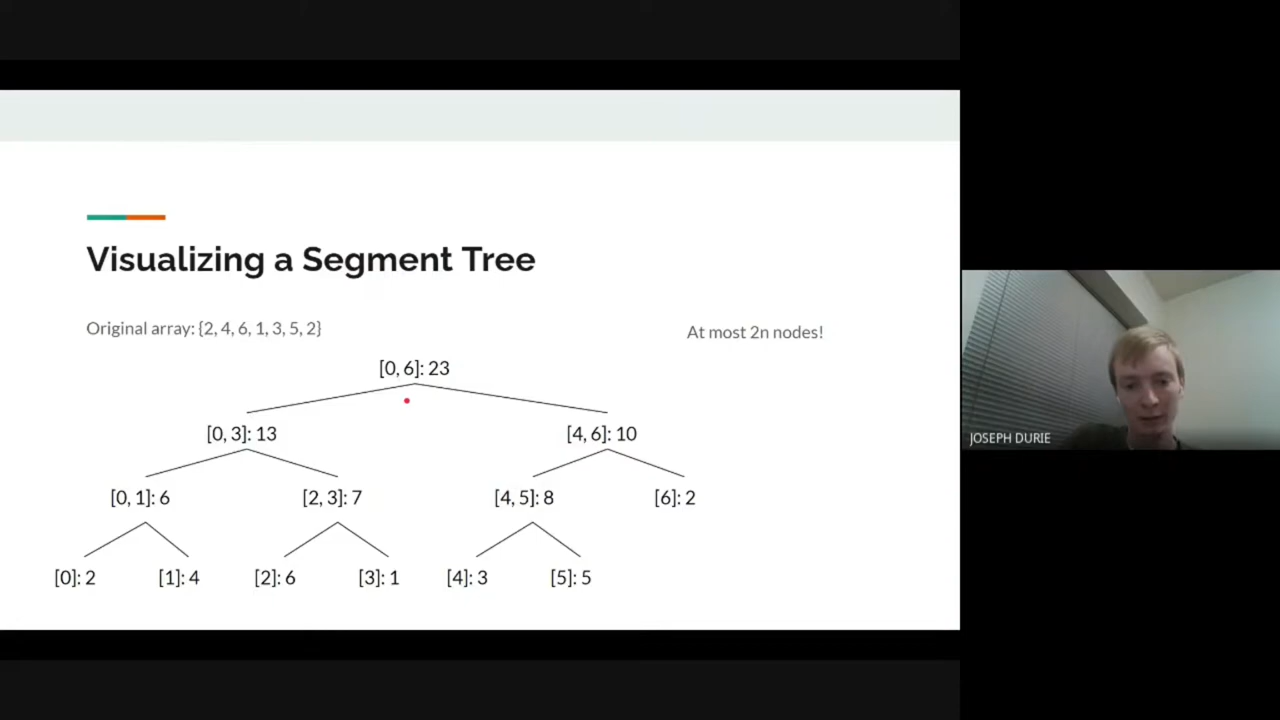 Visualizing a Segment Tree
Original array: {2, 4, 6, 1, 3, 5, 2}
At most 2n nodes!
[0, 6]: 23
[0, 3]: 13
[4, 6]: 10
[0, 1]: 6
[2, 3]: 7
[4, 5]: 8
[6]: 2
[0]: 2
[1]: 4
[2]: 6
[3]: 1
[4]: 3
[5]: 5
JOSEPH DURIE